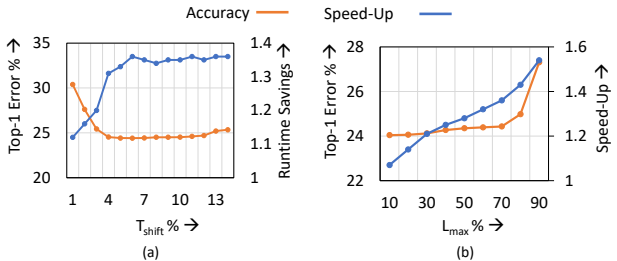 Accuracy Speed-Up
Top-1 Error % →
35
30
25
20
1.4
1.3
1.2
1.1
1
Runtime Savings →
1 4 7 10 13
T_shift % →
(a)
Top-1 Error % →
28
26
24
22
1.6
1.4
1.2
1
Speed-Up →
10 30 50 70 90
L_max % →
(b)